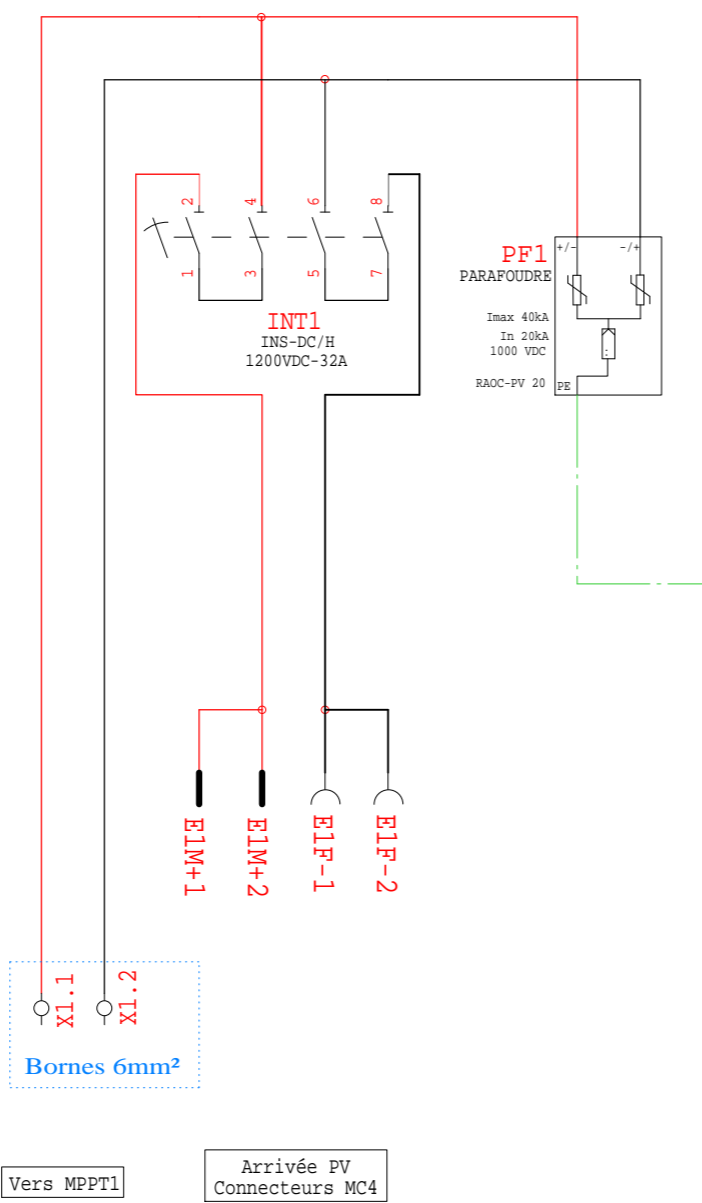 2
4
6
8
1
3
5
7
INT1
INS-DC/H
1200VDC-32A
+/-
-/+
PF1
PARAFOUDRE
Imax 40kA
In 20kA
1000 VDC
RAOC-PV 20
PE
E1M+1
E1M+2
E1F-1
E1F-2
X1.1
X1.2
Bornes 6mm²
Vers MPPT1
Arrivée PV
Connecteurs MC4